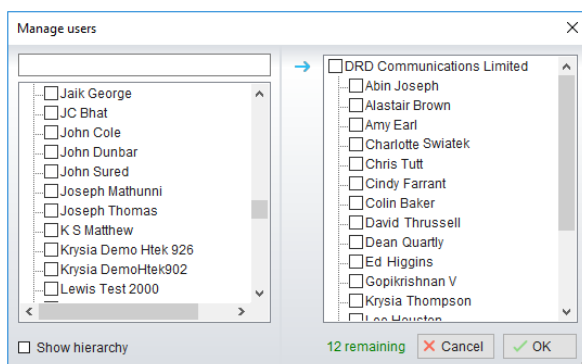 Manage users
Jaik George
JC Bhat
John Cole
John Dunbar
John Sured
Joseph Mathunni
Joseph Thomas
K S Matthew
Krysia Demo Htek 926
Krysia DemoHtek902
Lewis Test 2000
Show hierarchy
DRD Communications Limited
Abin Joseph
Alastair Brown
Amy Earl
Charlotte Swiatek
Chris Tutt
Cindy Farrant
Colin Baker
David Thrussell
Dean Quartly
Ed Higgins
Gopikrishnan V
Krysia Thompson
Lee Houston
12 remaining
Cancel
OK